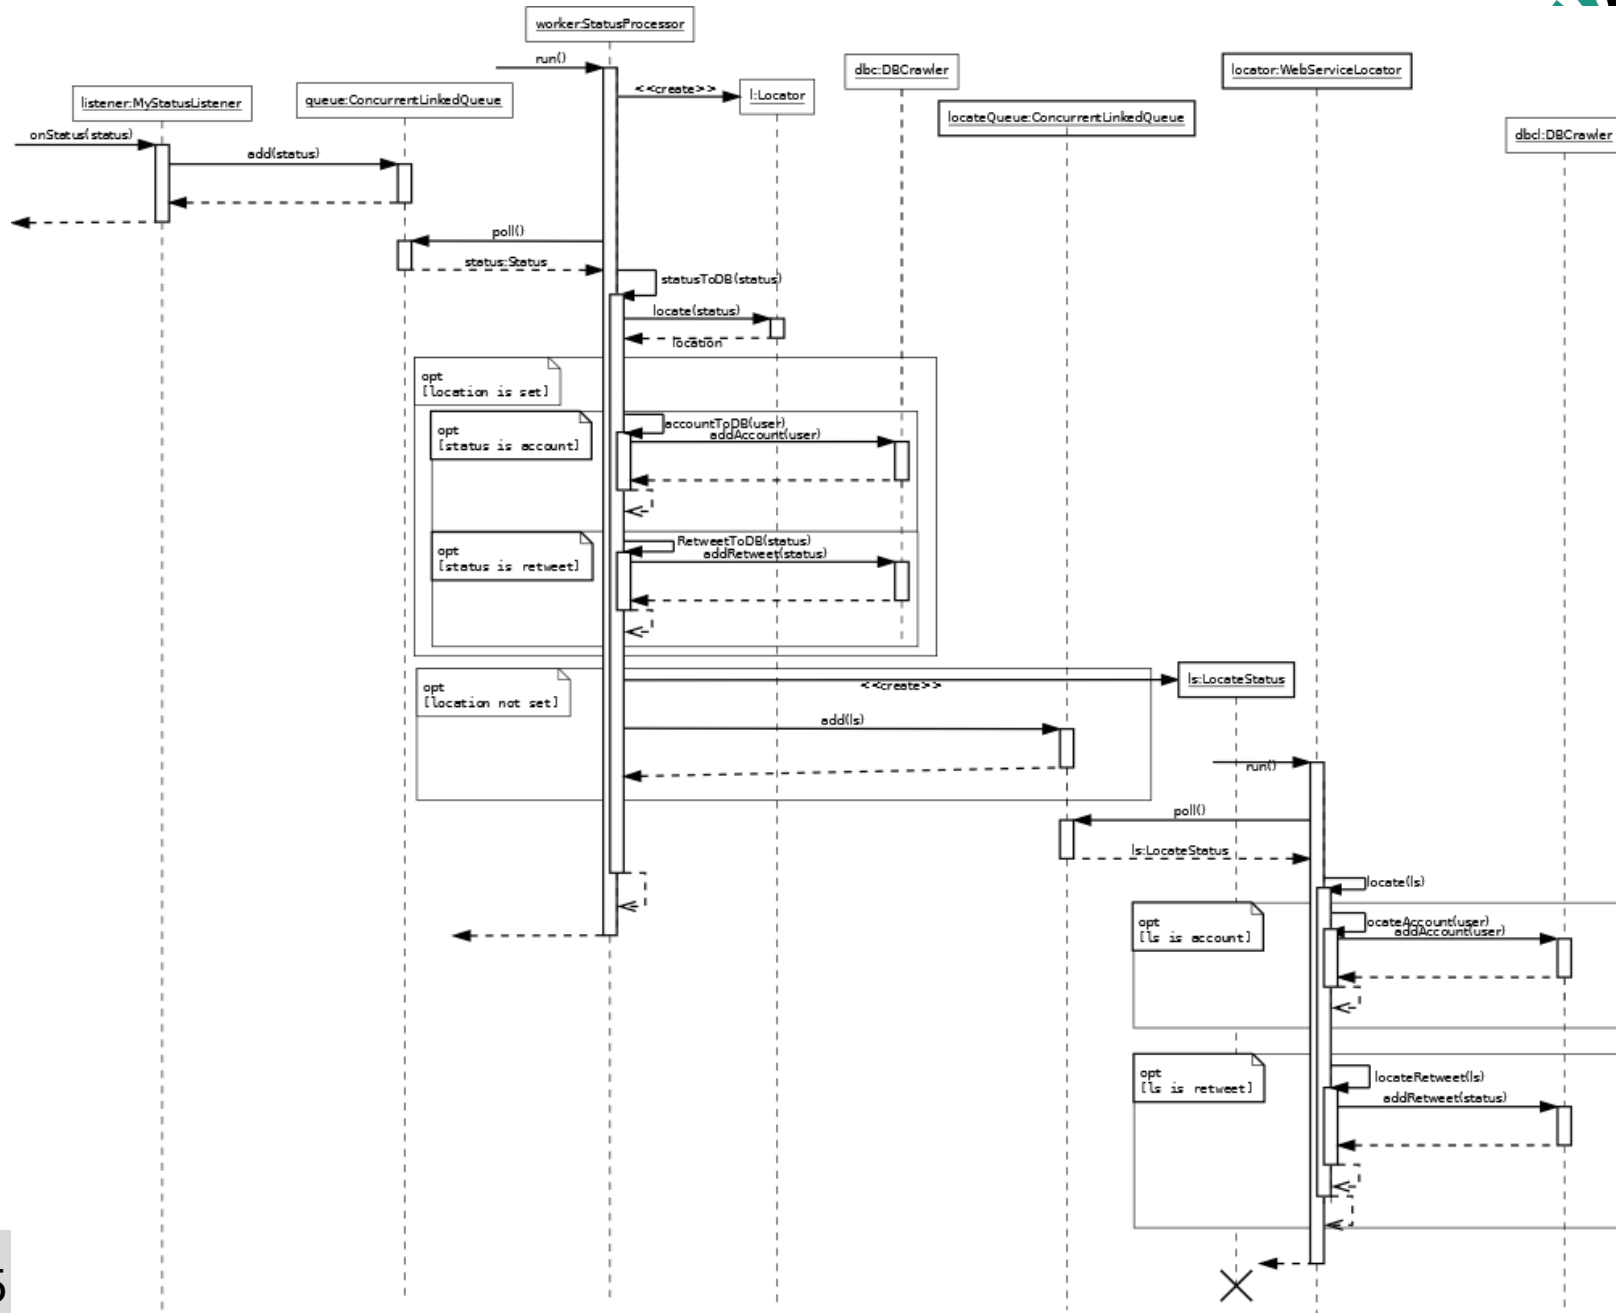 worker:StatusProcessor
run()
<<create>>
dbc:DBCrawler
locator:WebServiceLocator
listener:MyStatusListener
queue:ConcurrentLinkedQueue
l:Locator
locateQueue:ConcurrentLinkedQueue
dbcl:DBCrawler
onStatus(status)
add(status)
poll()
status:Status
statusToDB(status)
locate(status)
location
opt
[location is set]
opt
[status is account]
accountToDB(user)
addAccount(user)
opt
[status is retweet]
RetweetToDB(status)
addRetweet(status)
opt
[location not set]
<<create>>
ls:LocateStatus
add(ls)
run()
poll()
ls:LocateStatus
locate(ls)
opt
[ls is account]
ocateAccount(user)
addAccount(user)
opt
[ls is retweet]
locateRetweet(ls)
addRetweet(status)